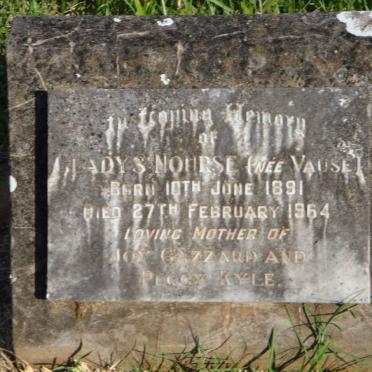 In Loving Memory
of
Gladys Nourse (née Vause)
Born 10th June 1891
Died 27th February 1964
Loving Mother of
Joy Gazzard and
Peggy Kyle.